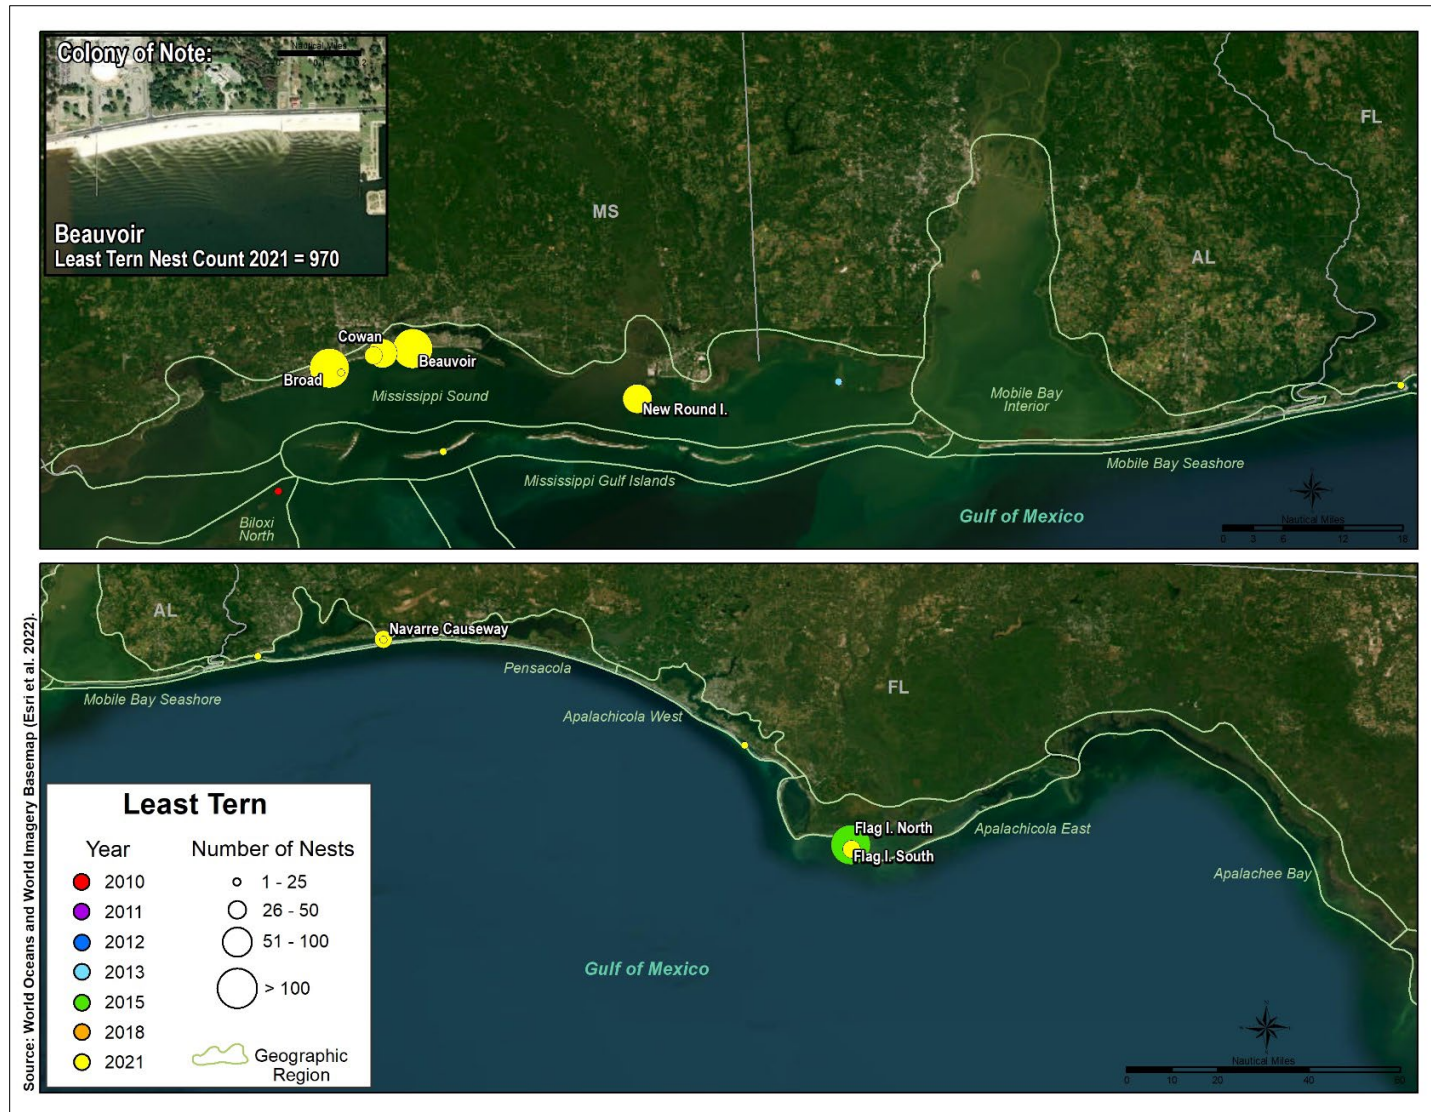 Colony of Note:
Nautical Miles
Beauvoir
Least Tern Nest Count 2021 = 970
MS
FL
AL
Cowan
Beauvoir
Broad
Mississippi Sound
New Round I.
Mobile Bay
Interior
Mobile Bay Seashore
Mississippi Gulf Islands
Biloxi
North
Gulf of Mexico
Nautical Miles
0 3 6 12 18
AL
Navarre Causeway
Pensacola
Mobile Bay Seashore
Apalachicola West
FL
Flag I. North
Flag I. South
Apalachicola East
Apalachee Bay
Gulf of Mexico
Nautical Miles
0 10 20 40 60
Least Tern
Year
2010
2011
2012
2013
2015
2018
2021
Number of Nests
1 - 25
26 - 50
51 - 100
> 100
Geographic
Region
Source: World Oceans and World Imagery Basemap (Esri et al. 2022).